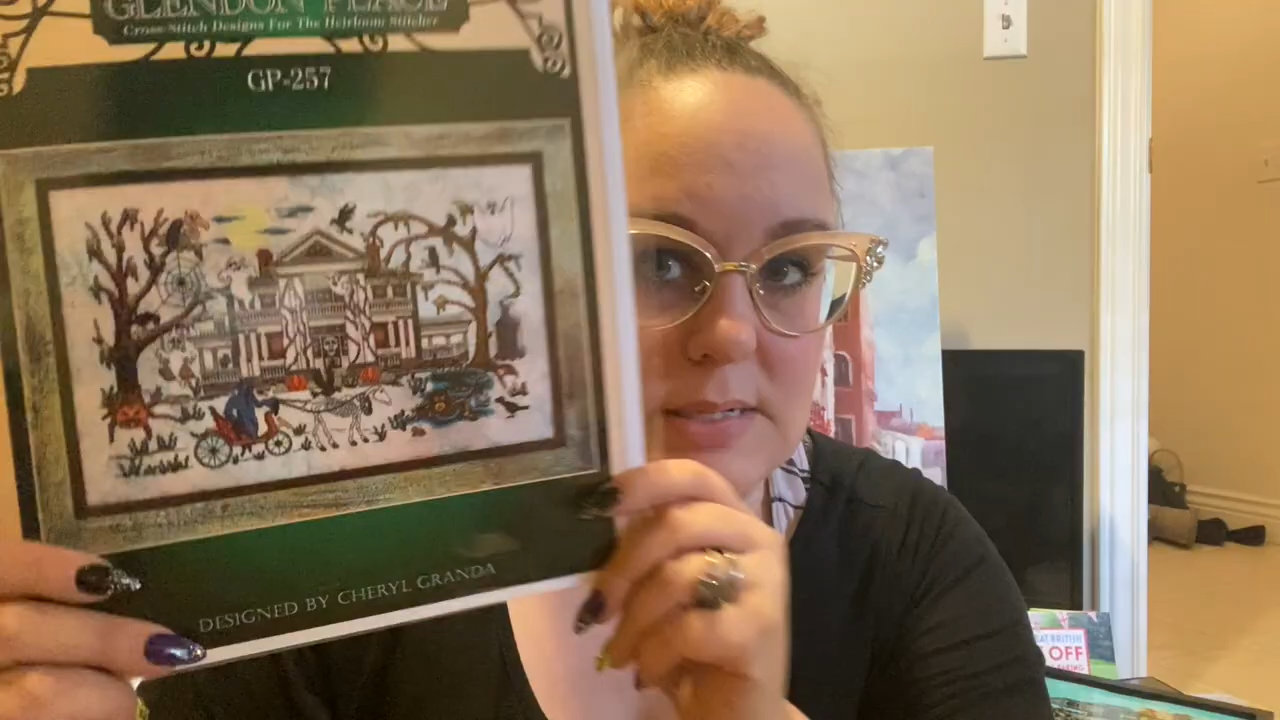 GLENDON PLACE
Cross Stitch Designs For The Heirloom Stitcher
GP-257
DESIGNED BY CHERYL GRANDA
OFF